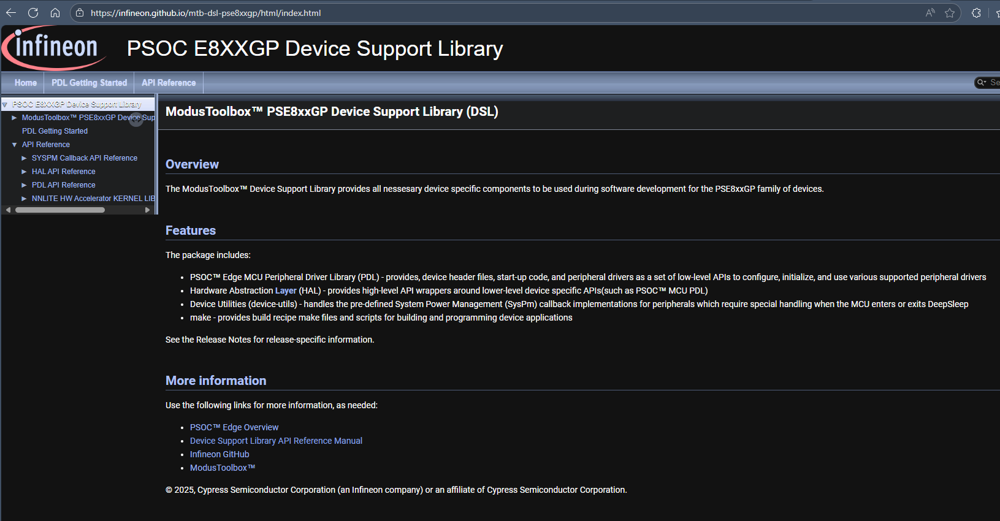 https://infineon.github.io/mtb-dsl-pse8xxgp/html/index.html
infineon
PSOC E8XXGP Device Support Library
Home
PDL Getting Started
API Reference
Se
PSOC E8XXGP Device Support Library
ModusToolbox™ PSE8xxGP Device Sup
PDL Getting Started
API Reference
SYSPM Callback API Reference
HAL API Reference
PDL API Reference
NNLITE HW Accelerator KERNEL LIB
ModusToolbox™ PSE8xxGP Device Support Library (DSL)
Overview
The ModusToolbox™ Device Support Library provides all nessesary device specific components to be used during software development for the PSE8xxGP family of devices.
Features
The package includes:
• PSOC™ Edge MCU Peripheral Driver Library (PDL) - provides, device header files, start-up code, and peripheral drivers as a set of low-level APIs to configure, initialize, and use various supported peripheral drivers
• Hardware Abstraction Layer (HAL) - provides high-level API wrappers around lower-level device specific APIs(such as PSOC™ MCU PDL)
• Device Utilities (device-utils) - handles the pre-defined System Power Management (SysPm) callback implementations for peripherals which require special handling when the MCU enters or exits DeepSleep
• make - provides build recipe make files and scripts for building and programming device applications
See the Release Notes for release-specific information.
More information
Use the following links for more information, as needed:
• PSOC™ Edge Overview
• Device Support Library API Reference Manual
• Infineon GitHub
• ModusToolbox™
© 2025, Cypress Semiconductor Corporation (an Infineon company) or an affiliate of Cypress Semiconductor Corporation.